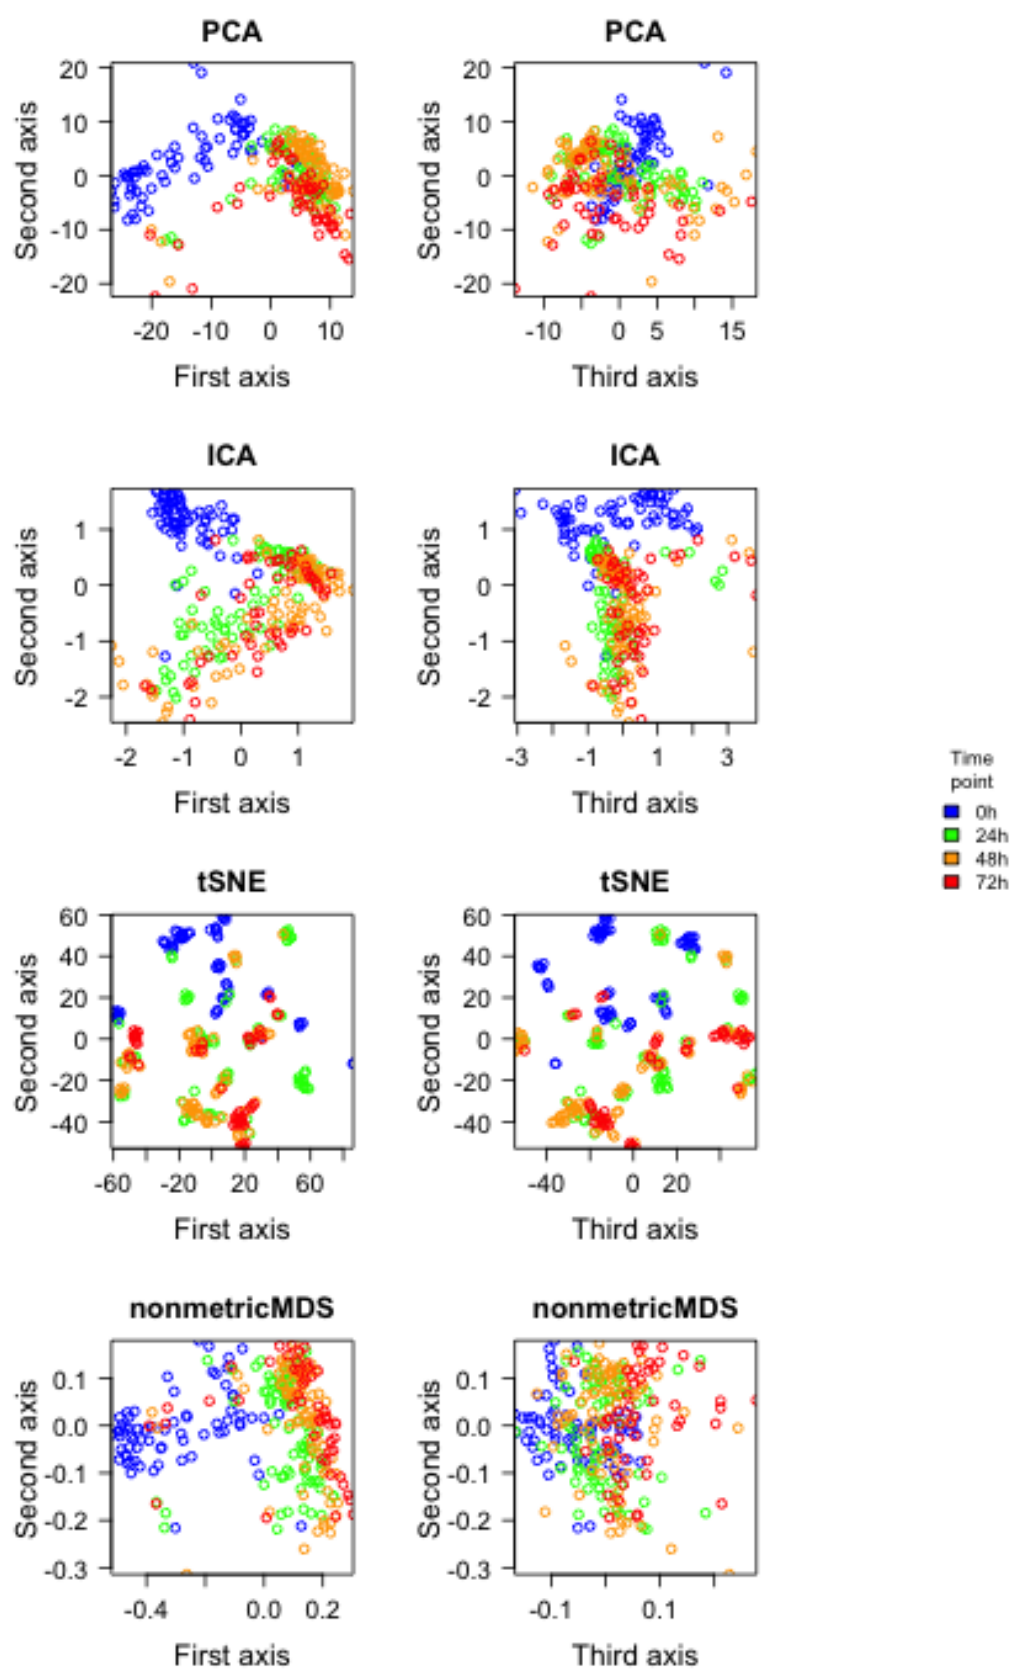 PCA PCA
20 20
10 10
0 0
-10 -10
-20 -20
Second axis Second axis
-20 -10 0 10 -10 0 5 15
First axis Third axis
ICA ICA
1 1
0 0
-1 -1
-2 -2
Second axis Second axis
-2 -1 0 1 -3 -1 1 3
First axis Third axis
Time
point
0h
24h
48h
72h
tSNE tSNE
60 60
40 40
20 20
0 0
-20 -20
-40 -40
Second axis Second axis
-60 -20 20 60 -40 0 20
First axis Third axis
nonmetricMDS nonmetricMDS
0.1 0.1
0.0 0.0
-0.1 -0.1
-0.2 -0.2
-0.3 -0.3
Second axis Second axis
-0.4 0.0 0.2 -0.1 0.1
First axis Third axis